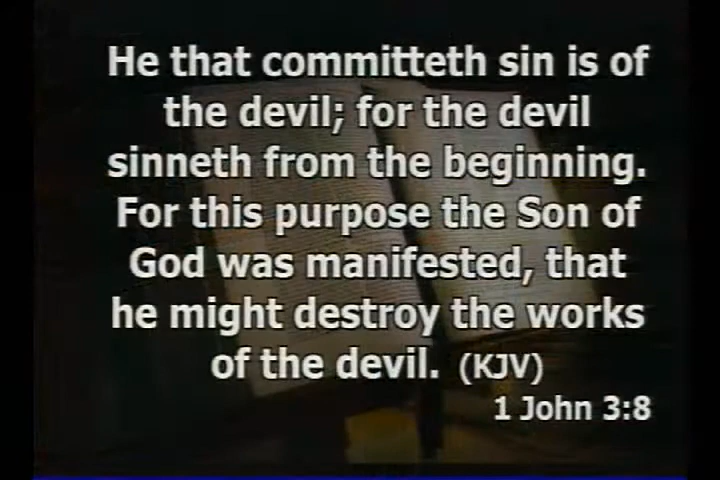 He that committeth sin is of
the devil; for the devil
sinneth from the beginning.
For this purpose the Son of
God was manifested, that
he might destroy the works
of the devil. (KJV)
1 John 3:8